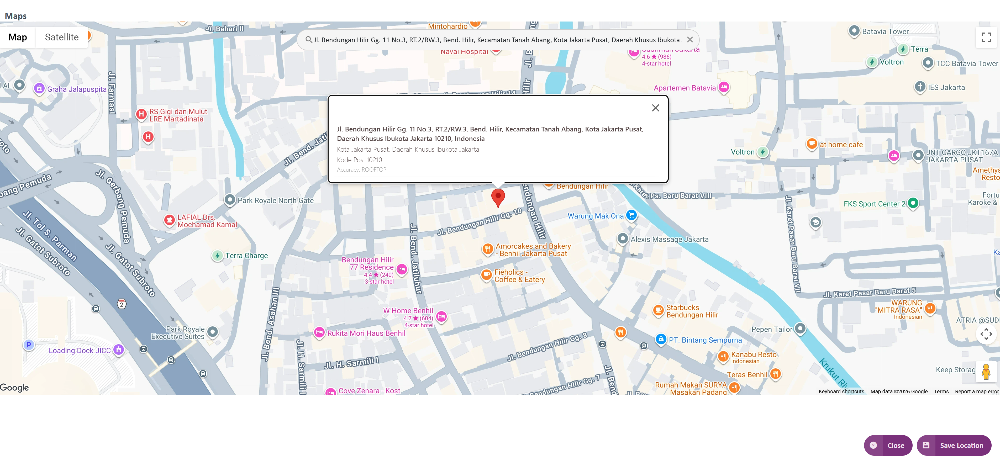 Maps
Map
Satellite
Jl. Bendungan Hilir Gg. 11 No.3, RT.2/RW.3, Bend. Hilir, Kecamatan Tanah Abang, Kota Jakarta Pusat, Daerah Khusus Ibukota .
Jl. Bahari II
Mintohardjo
Naval Hospital
Sudirman Jakarta
4.6 ★ (986)
4-star hotel
Batavia Tower
Terra
Voltron
TCC Batavia Tower
IES Jakarta
Apartemen Batavia
AL
Graha Jalapuspita
Jl. Farmasi
RS Gigi dan Mulut
LRE Martadinata
Jl. Bendungan Hilir 14
Hilir
Jl. Bend. Jati
Jl. Bendungan Hilir Gg. 11 No.3, RT.2/RW.3, Bend. Hilir, Kecamatan Tanah Abang, Kota Jakarta Pusat,
Daerah Khusus Ibukota Jakarta 10210, Indonesia
Kota Jakarta Pusat, Daerah Khusus Ibukota Jakarta
Kode Pos: 10210
Accuracy: ROOFTOP
Voltron
at home cafe
JNT CARGO JKT167A
JAKARTA PUSAT
Amethys
Resto
Fortu
Karoke &
bang Pemuda
Jl. Gerbang Pemuda
Park Royale North Gate
LAFIAL Drs.
Mochamad Kamal
Bendungan Hilir
Karet Ps. Baru Barat VIII
FKS Sport Center 2
Warung Mak Ona
Alexis Massage Jakarta
Jl. Bendungan Hilir Gg. 10
endungan Hilir
Jl. Bend. Jatiluhur
Jl. Karet Pasar Baru Barat VII
Jl. Tol S. Parman
Jl. Gatot Subroto
Jl. Gatot Subroto
Terra Charge
Amorcakes and Bakery
- Benhil Jakarta Pusat
Bendungan Hilir
77 Residence
4.4 ★ (240)
3-star hotel
Fieholics -
Coffee & Eatery
Ka
2
Jl. Bend. Asahan III
W Home Benhil
4.7 ★ (604)
4-star hotel
Starbucks
Bendungan Hilir
Jl. Karet Pasar Baru Barat 5
WARUNG
"MITRA RASA"
Indonesian
ATRIA @SUDI
Park Royale
Executive Suites
Rukita Mori Haus Benhil
Jl. Bendungan Hilir Gg. 8
PT. Bintang Sempurna
Pepen Tailor
P
Loading Dock JICC
Jl. H. Sarmili I
Jl. H. Sarmili I
Kanabu Resto
Indonesian
Teras Benhil
Krukut Riv
Keep Storag
Jl. Bend
endungan Hilir Gg. 7
Cove Zenara - Kost
Rumah Makan SURYA
Masakan Padang
Google
Keyboard shortcuts
Map data ©2026 Google
Terms
Report a map error
Close
Save Location